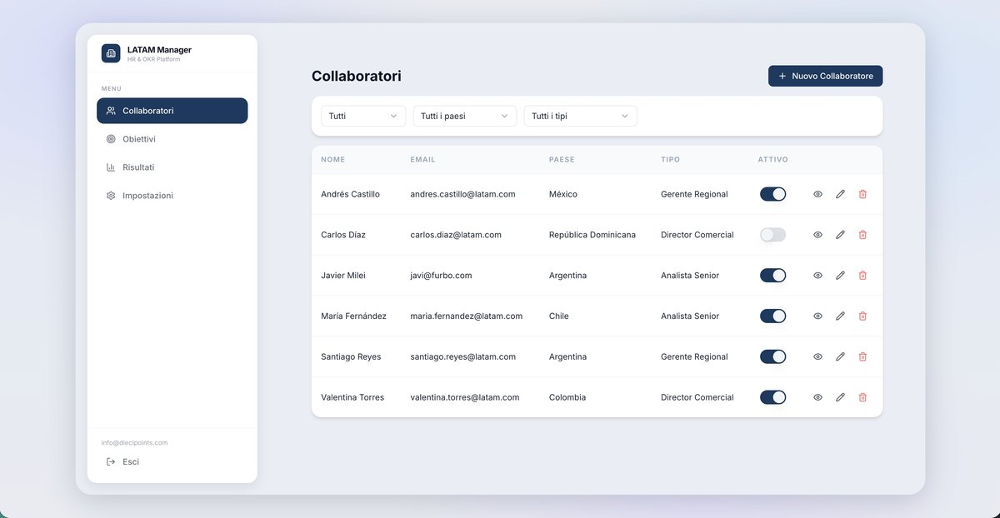 LATAM Manager
HR & OKR Platform
MENU
Collaboratori
Obiettivi
Risultati
Impostazioni
info@diecipoints.com
Esci
Collaboratori
+ Nuovo Collaboratore
Tutti
Tutti i paesi
Tutti i tipi
NOME EMAIL PAESE TIPO ATTIVO
Andrés Castillo andres.castillo@latam.com México Gerente Regional
Carlos Díaz carlos.diaz@latam.com República Dominicana Director Comercial
Javier Milei javi@furbo.com Argentina Analista Senior
María Fernández maria.fernandez@latam.com Chile Analista Senior
Santiago Reyes santiago.reyes@latam.com Argentina Gerente Regional
Valentina Torres valentina.torres@latam.com Colombia Director Comercial